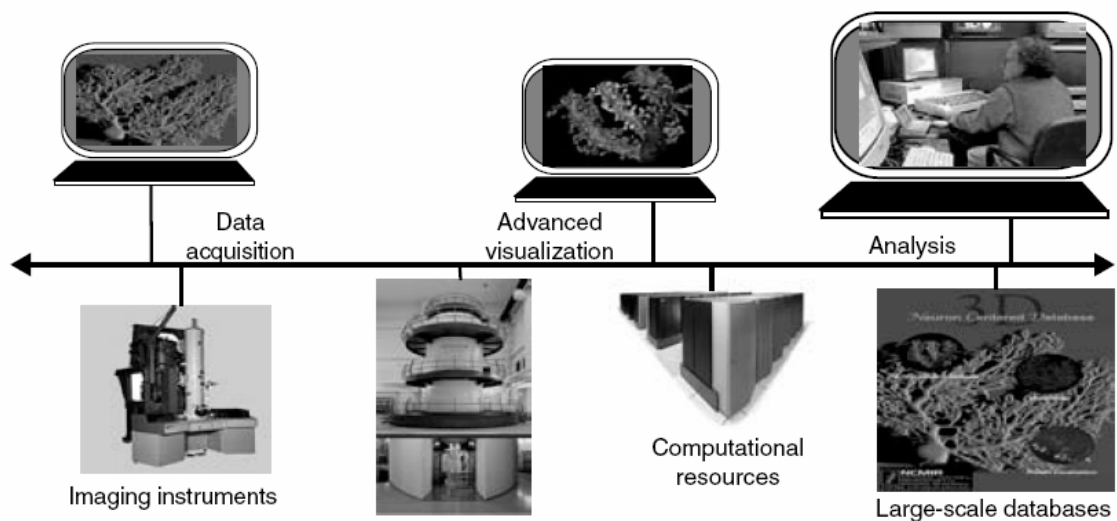 Data
acquisition
Advanced
visualization
Analysis
Imaging instruments
Computational
resources
3D
Neuron Centered Database
NCMIR
Large-scale databases